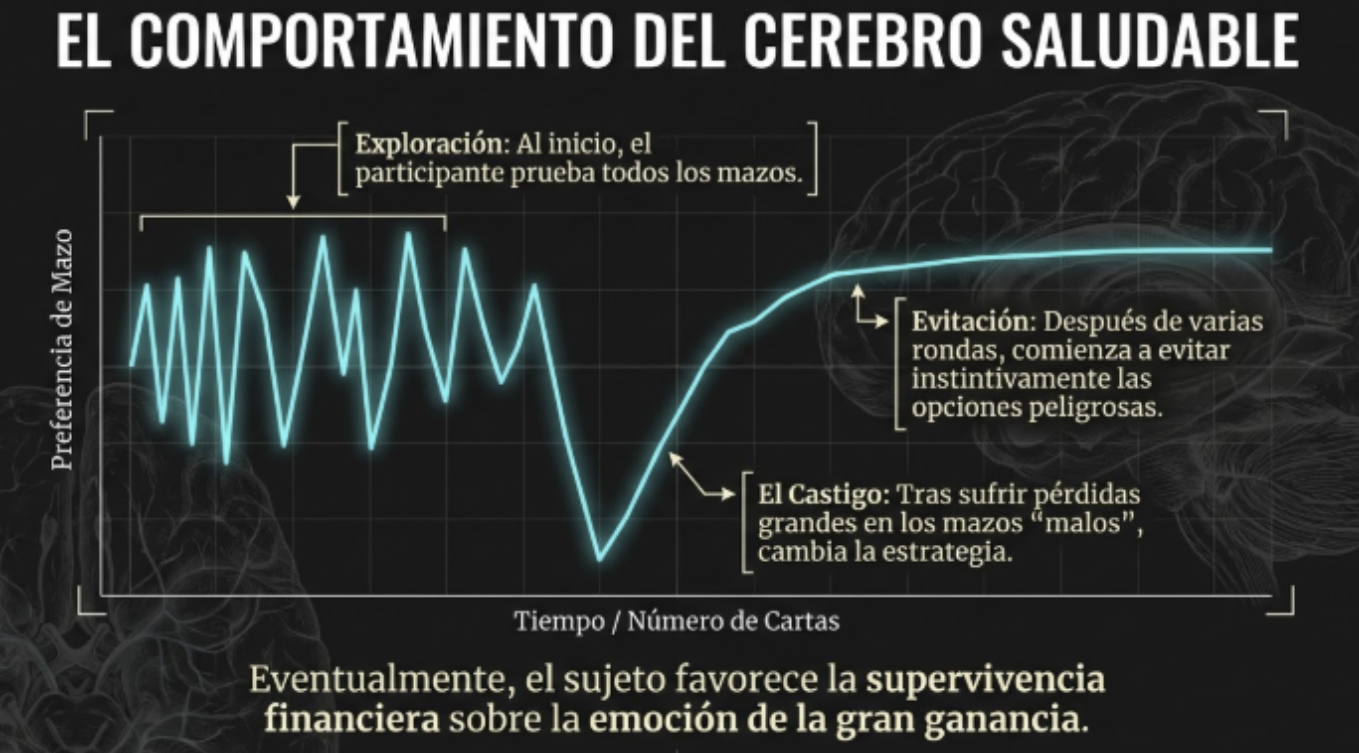 EL COMPORTAMIENTO DEL CEREBRO SALUDABLE
Exploración: Al inicio, el
participante prueba todos los mazos.
Preferencia de Mazo
Evitación: Después de varias
rondas, comienza a evitar
instintivamente las
opciones peligrosas.
El Castigo: Tras sufrir pérdidas
grandes en los mazos “malos”,
cambia la estrategia.
Tiempo / Número de Cartas
Eventualmente, el sujeto favorece la supervivencia
financiera sobre la emoción de la gran ganancia.